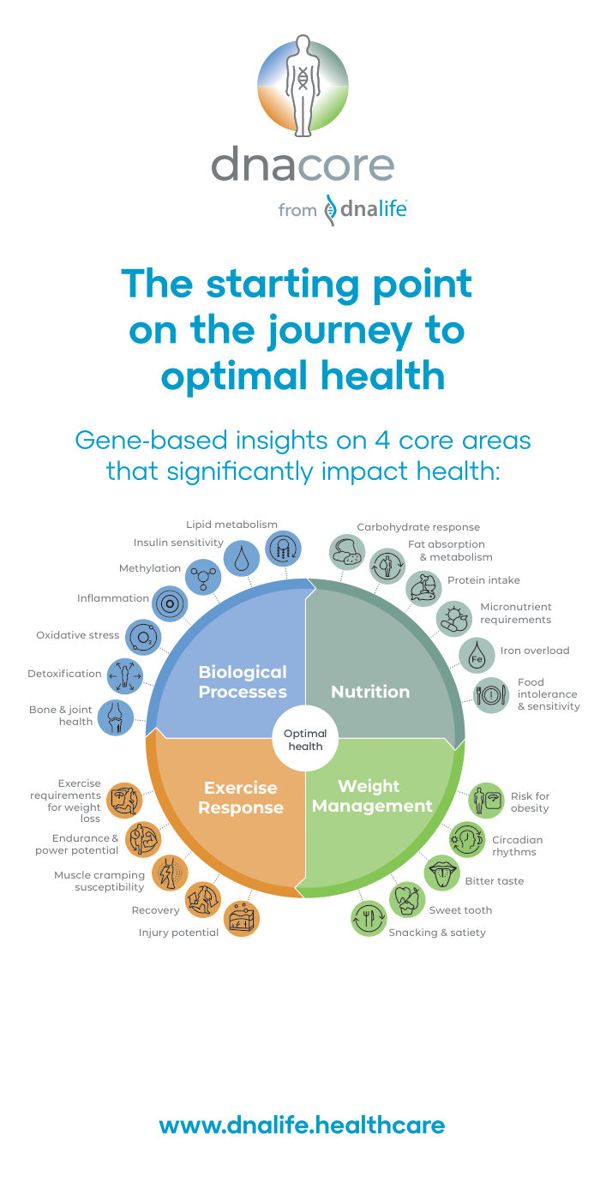 dnacore
from dnalife
The starting point
on the journey to
optimal health
Gene-based insights on 4 core areas
that significantly impact health:
Lipid metabolism
Insulin sensitivity
Methylation
Inflammation
Oxidative stress
O2
Detoxification
Bone & joint
health
Biological
Processes
Carbohydrate response
Fat absorption
& metabolism
Protein intake
Micronutrient
requirements
Iron overload
Fe
Food
intolerance
& sensitivity
Nutrition
Optimal
health
Exercise
requirements
for weight
loss
Endurance &
power potential
Muscle cramping
susceptibility
Recovery
Injury potential
Exercise
Response
Weight
Management
Risk for
obesity
Circadian
rhythms
Bitter taste
Sweet tooth
Snacking & satiety
www.dnalife.healthcare